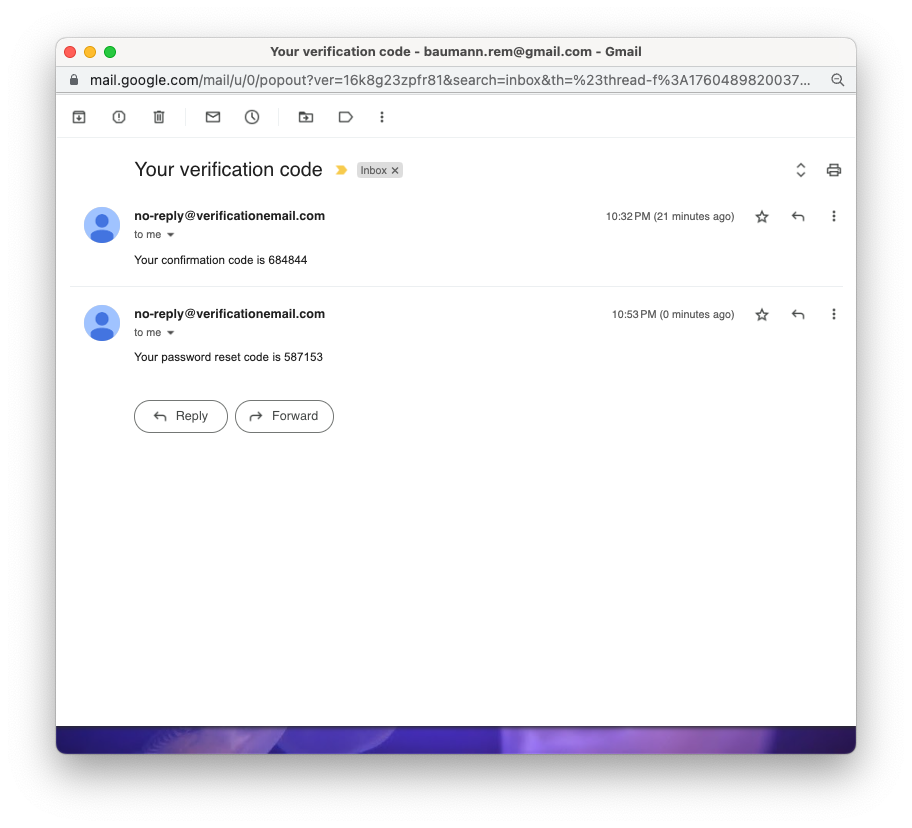 Your verification code - baumann.rem@gmail.com - Gmail
mail.google.com/mail/u/0/popout?ver=16k8g23zpfr81&search=inbox&th=%23thread-f%3A1760489820037...
Your verification code Inbox
no-reply@verificationemail.com 10:32 PM (21 minutes ago)
to me
Your confirmation code is 684844
no-reply@verificationemail.com 10:53 PM (0 minutes ago)
to me
Your password reset code is 587153
Reply Forward